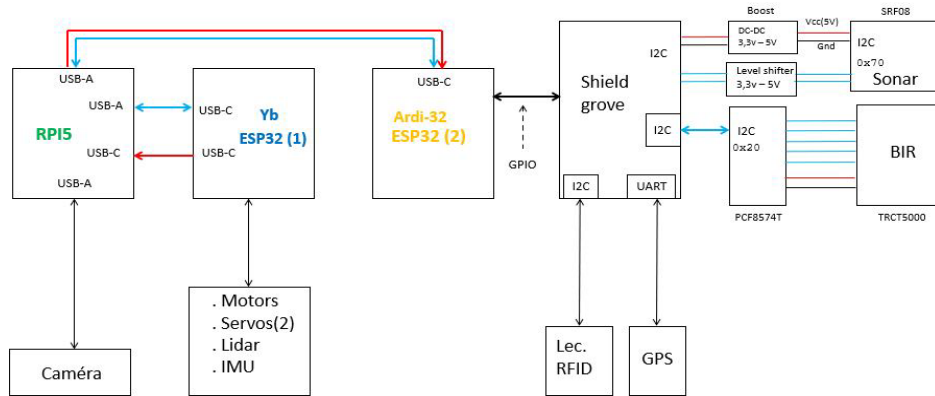 Boost
SRF08
DC-DC
3,3v – 5V
Vcc(5V)
Gnd
I2C
0x70
Sonar
I2C
Level shifter
3,3v – 5V
USB-A
USB-A
RPI5
USB-C
USB-A
USB-C
Yb
ESP32 (1)
USB-C
USB-C
Ardi-32
ESP32 (2)
GPIO
Shield
grove
I2C
I2C
UART
I2C
0x20
PCF8574T
BIR
TRCT5000
. Motors
. Servos(2)
. Lidar
. IMU
Caméra
Lec.
RFID
GPS